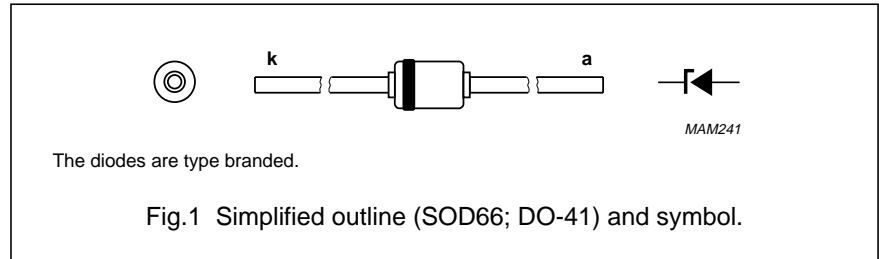 k
a
MAM241
The diodes are type branded.
Fig.1 Simplified outline (SOD66; DO-41) and symbol.